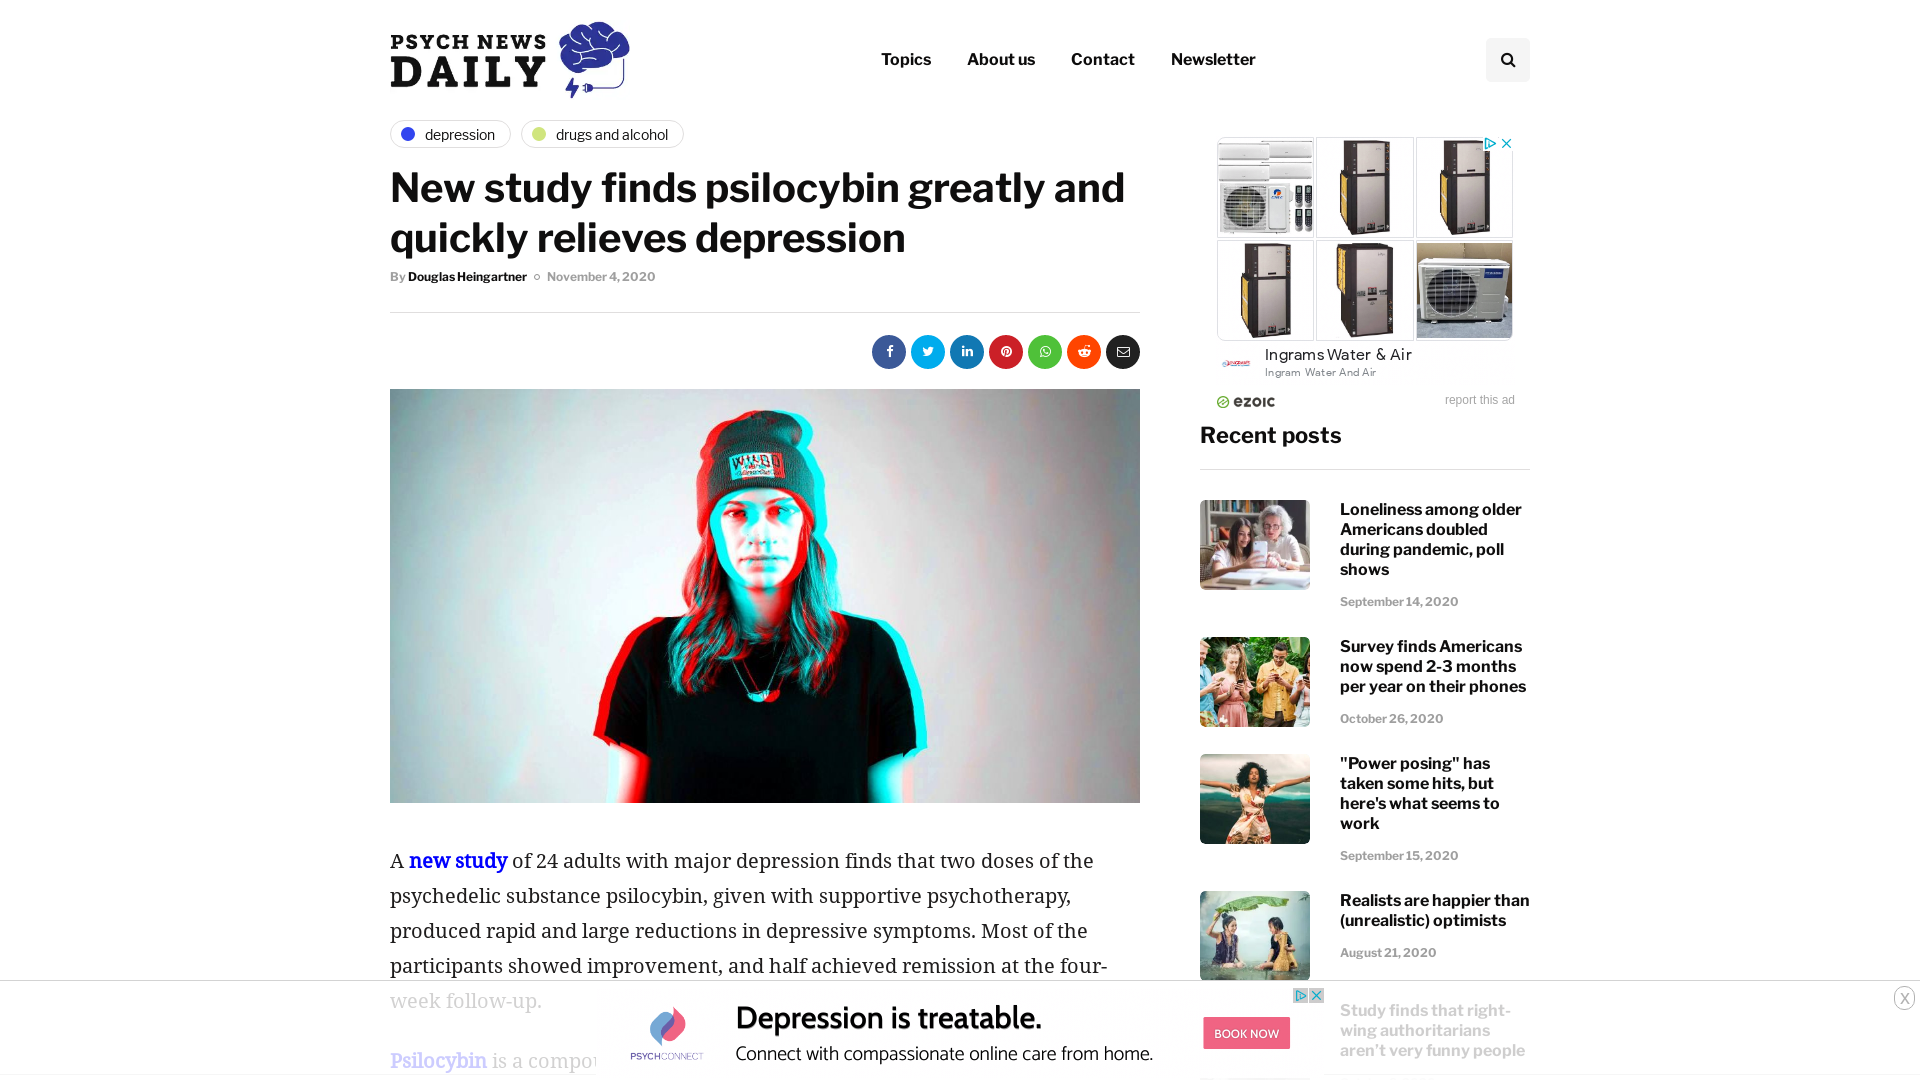 PSYCH NEWS
DAILY
Topics
About us
Contact
Newsletter
depression
drugs and alcohol
New study finds psilocybin greatly and
quickly relieves depression
By Douglas Heingartner
November 4, 2020
WILDD
A new study of 24 adults with major depression finds that two doses of the
psychedelic substance psilocybin, given with supportive psychotherapy,
produced rapid and large reductions in depressive symptoms. Most of the
participants showed improvement, and half achieved remission at the four-
week follow-up.
Psilocybin is a compou
Ingrams Water & Air
Ingram Water And Air
ezoic
report this ad
Recent posts
Loneliness among older
Americans doubled
during pandemic, poll
shows
September 14, 2020
Survey finds Americans
now spend 2-3 months
per year on their phones
October 26, 2020
"Power posing" has
taken some hits, but
here's what seems to
work
September 15, 2020
Realists are happier than
(unrealistic) optimists
August 21, 2020
Study finds that right-
wing authoritarians
aren’t very funny people
PSYCHCONNECT
Depression is treatable.
Connect with compassionate online care from home.
BOOK NOW
X